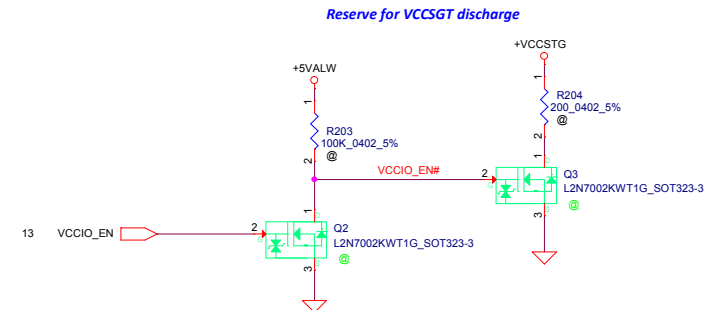 Reserve for VCCSGT discharge
+VCCSTG
+5VALW
1
R204
200_0402_5%
@
2
1
R203
100K_0402_5%
@
2
VCCIO_EN#
2
1
D
G
S
Q3
L2N7002KWT1G_SOT323-3
@
3
13 VCCIO_EN
2
1
D
G
S
Q2
L2N7002KWT1G_SOT323-3
@
3